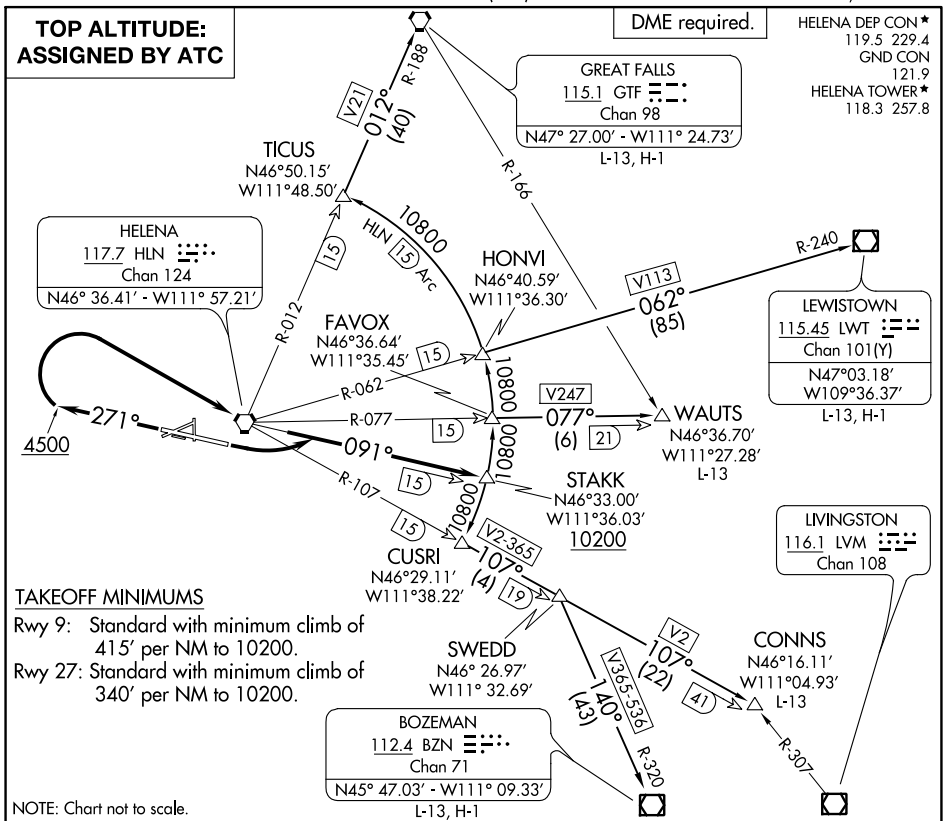 TOP ALTITUDE:
ASSIGNED BY ATC
DME required.
HELENA DEP CON ★
119.5 229.4
GND CON
121.9
HELENA TOWER ★
118.3 257.8
GREAT FALLS
115.1 GTF
Chan 98
N47° 27.00' - W111° 24.73'
L-13, H-1
R-188
V21
012°
(40)
TICUS
N46°50.15'
W111°48.50'
R-166
10800
HLN 15 Arc
HELENA
117.7 HLN
Chan 124
N46° 36.41' - W111° 57.21'
15
R-012
HONVI
N46°40.59'
W111°36.30'
R-240
V113
062°
(85)
LEWISTOWN
115.45 LWT
Chan 101(Y)
N47°03.18'
W109°36.37'
L-13, H-1
FAVOX
N46°36.64'
W111°35.45'
15
R-062
10800
R-077
15
V247
077°
(6)
21
WAUTS
N46°36.70'
W111°27.28'
L-13
271°
4500
091°
15
10800
STAKK
N46°33.00'
W111°36.03'
10200
R-107
15
10800
CUSRI
N46°29.11'
W111°38.22'
V2-365
107°
(4)
19
LIVINGSTON
116.1 LVM
Chan 108
TAKEOFF MINIMUMS
Rwy 9: Standard with minimum climb of
415' per NM to 10200.
Rwy 27: Standard with minimum climb of
340' per NM to 10200.
SWEDD
N46° 26.97'
W111° 32.69'
V2
107°
(22)
41
CONNS
N46°16.11'
W111°04.93'
L-13
V365-536
140°
(43)
R-320
R-307
BOZEMAN
112.4 BZN
Chan 71
N45° 47.03' - W111° 09.33'
L-13, H-1
NOTE: Chart not to scale.